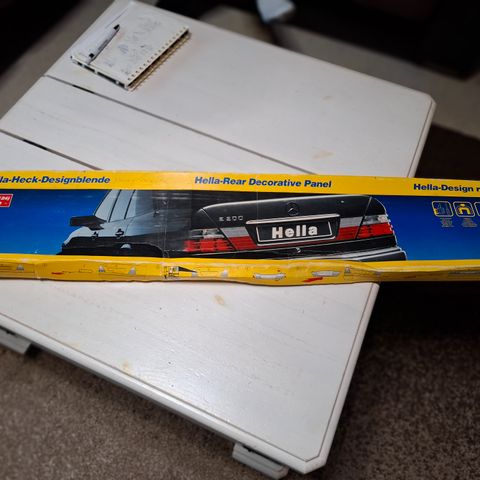 la-Heck-Designblende
Hella-Rear Decorative Panel
Hella-Design r
E 200
Hella